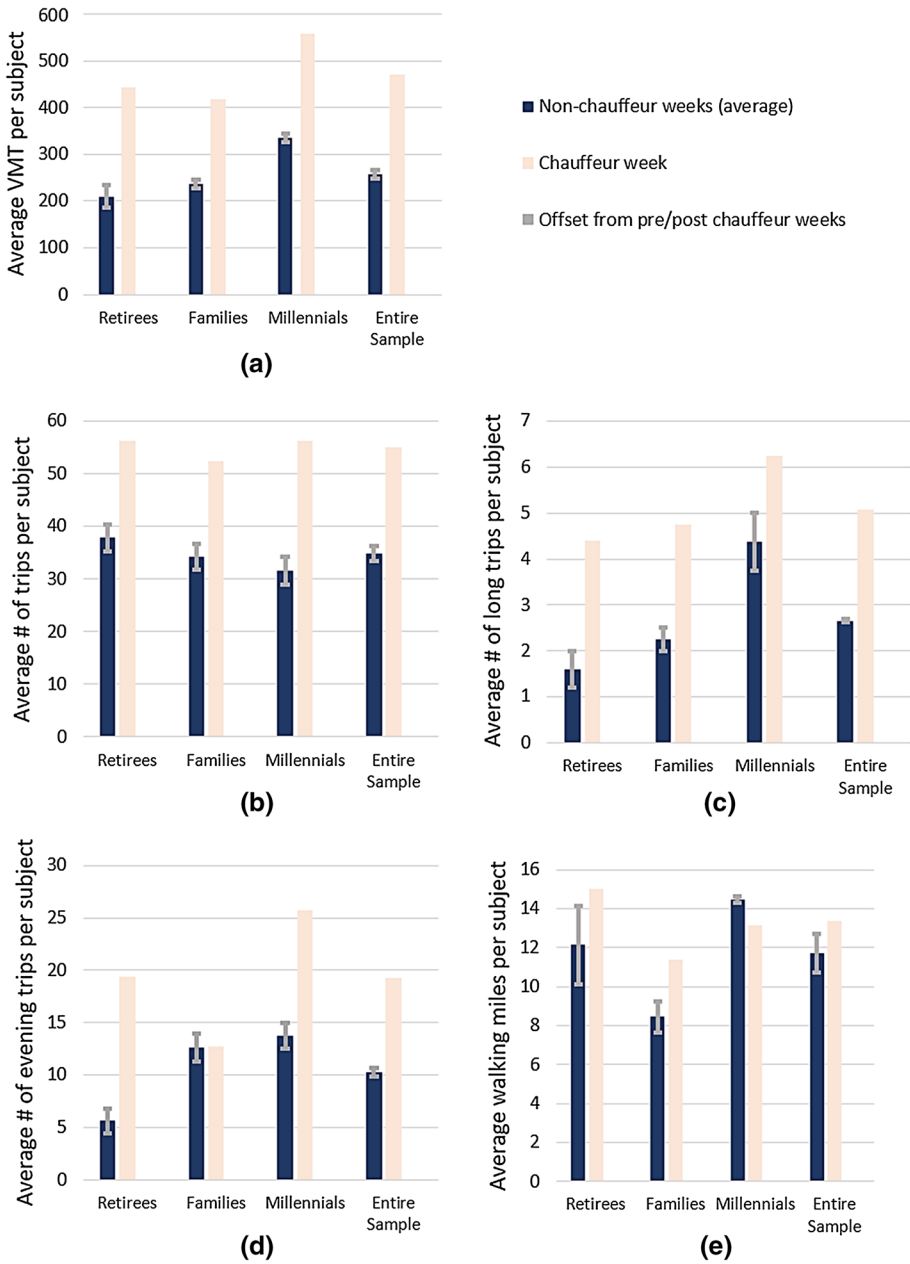 Average VMT per subject
600
500
400
300
200
100
0
Retirees Families Millennials Entire
Sample
(a)
Non-chauffeur weeks (average)
Chauffeur week
Offset from pre/post chauffeur weeks
Average # of trips per subject
60
50
40
30
20
10
0
Retirees Families Millennials Entire
Sample
(b)
Average # of long trips per subject
7
6
5
4
3
2
1
0
Retirees Families Millennials Entire
Sample
(c)
Average # of evening trips per subject
30
25
20
15
10
5
0
Retirees Families Millennials Entire
Sample
(d)
Average walking miles per subject
16
14
12
10
8
6
4
2
0
Retirees Families Millennials Entire
Sample
(e)